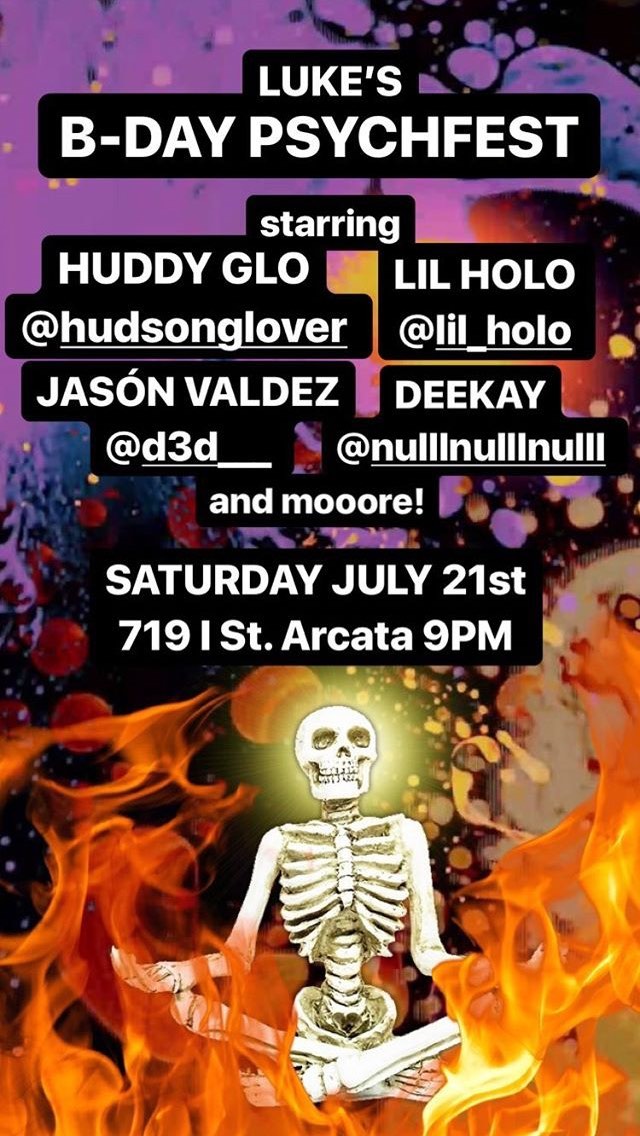 LUKE’S
B-DAY PSYCHFEST
starring
HUDDY GLO
@hudsonglover
LIL HOLO
@lil_holo
JASÓN VALDEZ
@d3d___
DEEKAY
@nulllnulllnulll
and mooore!
SATURDAY JULY 21st
719 I St. Arcata 9PM